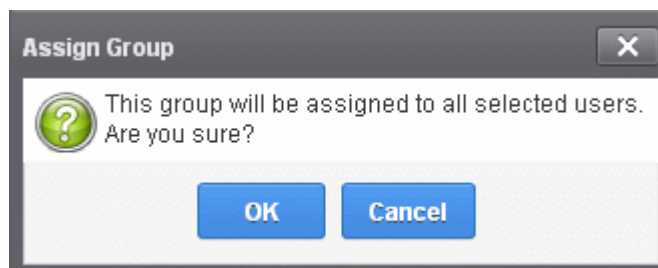 Assign Group
This group will be assigned to all selected users.
Are you sure?
OK Cancel